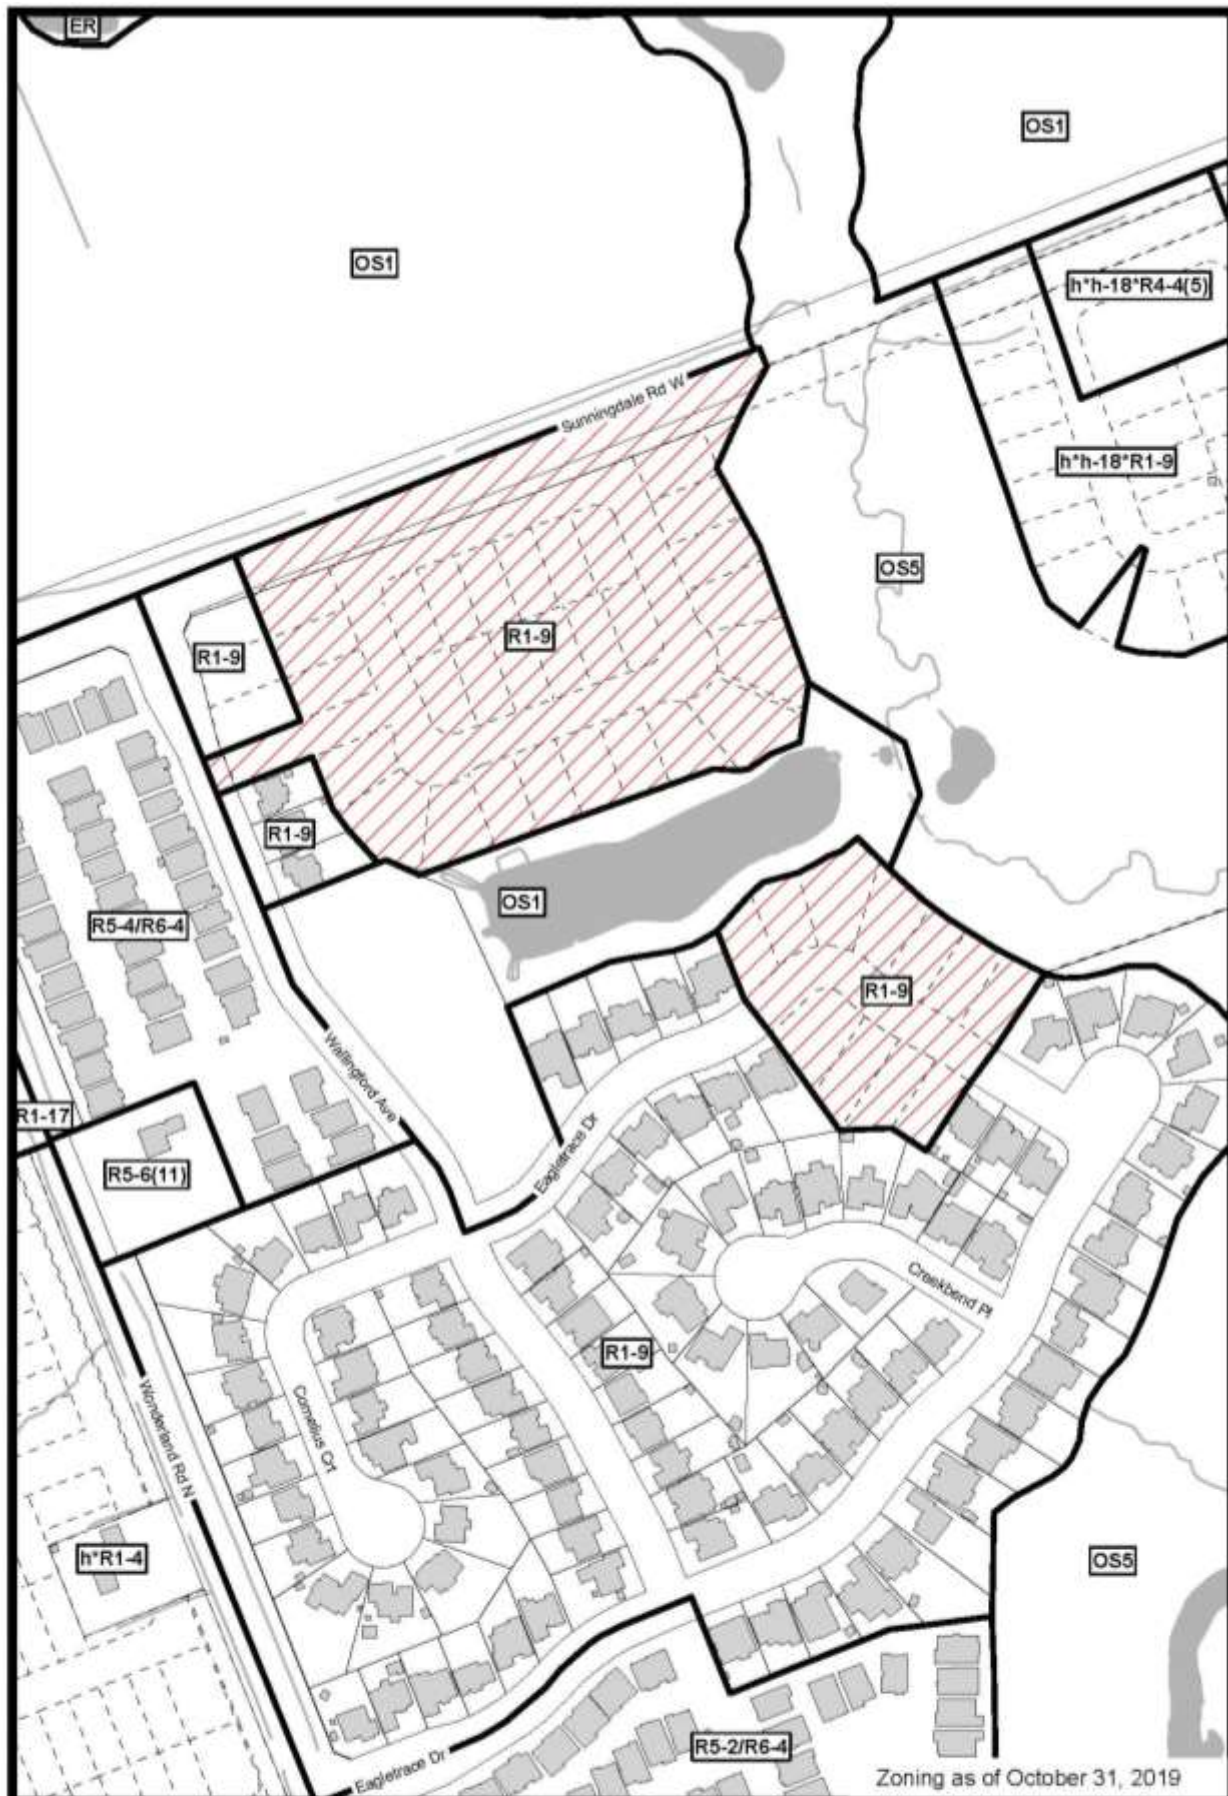 ER
OS1
OS1
h*h-18*R4-4(5)
Sunningdale Rd W
h*h-18*R1-9
OS5
R1-9
R1-9
R1-9
OS1
R5-4/R6-4
R1-9
Wallingford Ave
R1-17
R5-6(11)
Eagletrace Dr
Creekbend Pl
R1-9
Cornelius Crt
Wonderland Rd N
h*R1-4
OS5
R5-2/R6-4
Eagletrace Dr
Zoning as of October 31, 2019